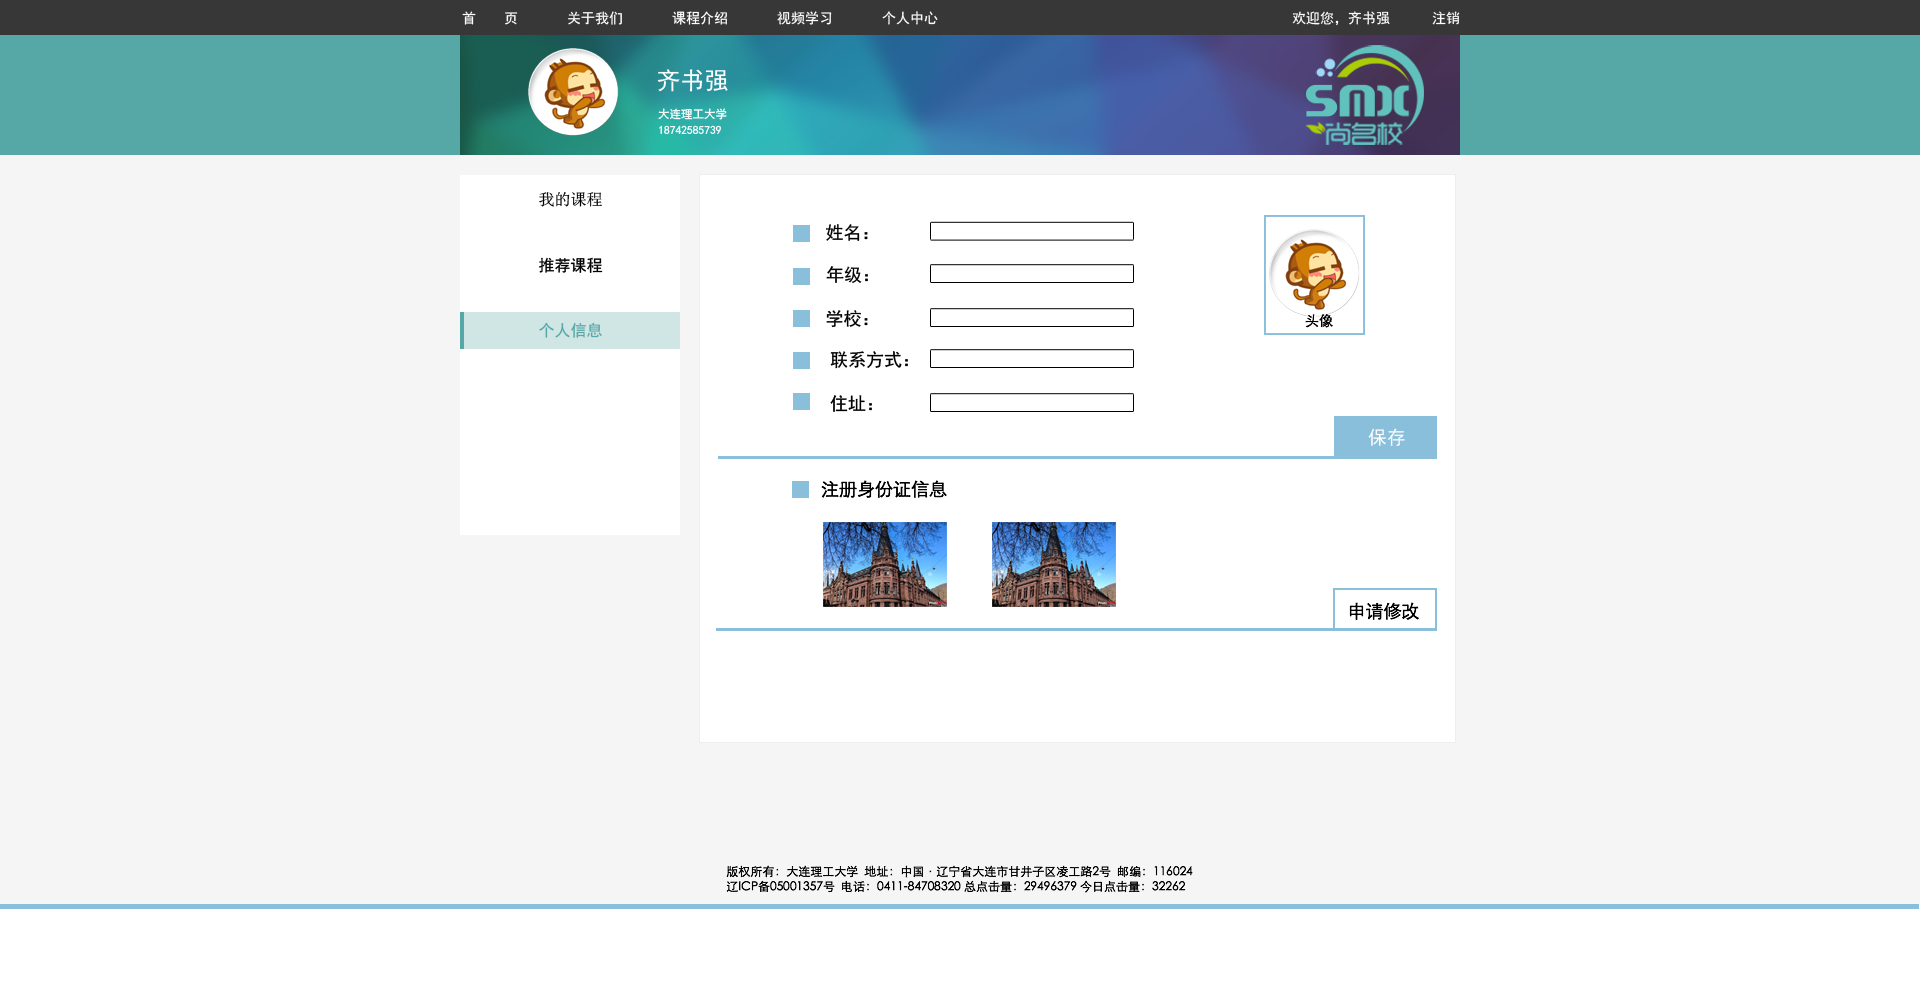 首　　页　　关于我们　　课程介绍　　视频学习　　个人中心　　欢迎您，齐书强　　注销
齐书强
大连理工大学
18742585739
smx
尚名校
我的课程
推荐课程
个人信息
姓名：
年级：
学校：
联系方式：
住址：
头像
保存
注册身份证信息
申请修改
版权所有：大连理工大学 地址：中国·辽宁省大连市甘井子区凌工路2号 邮编：116024
辽ICP备05001357号 电话：0411-84708320 总点击量：29496379 今日点击量：32262